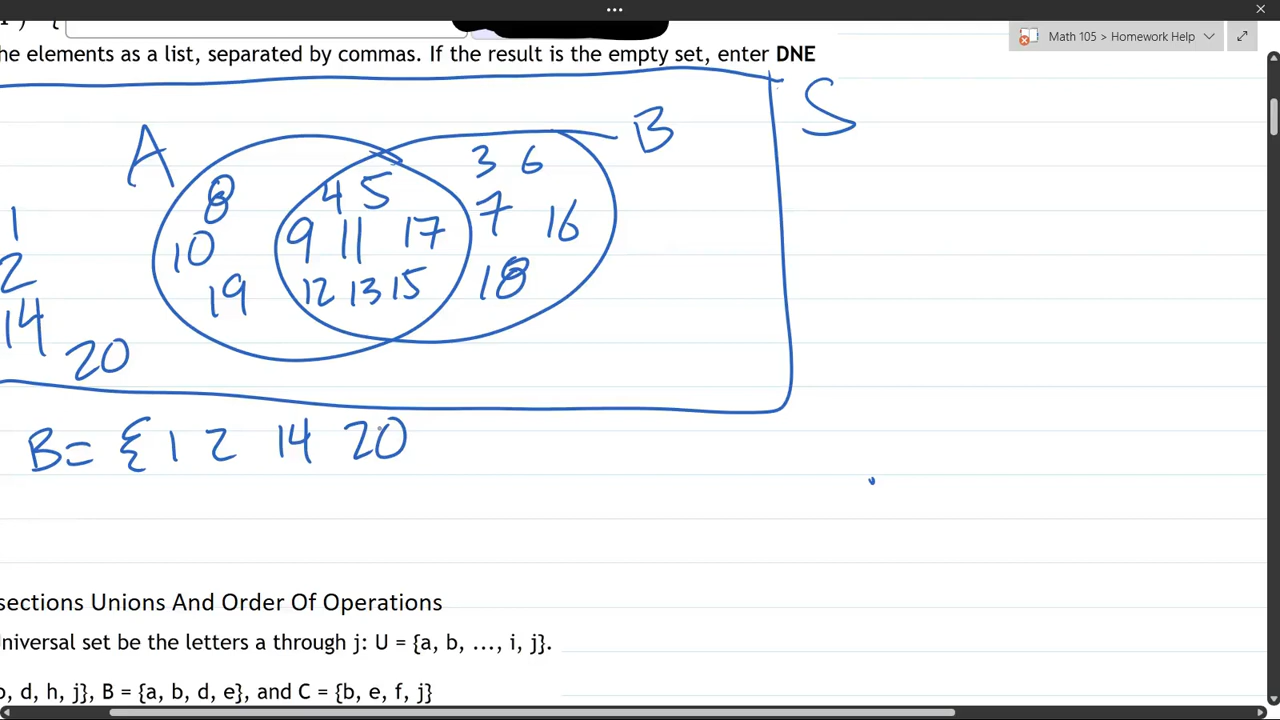 Math 105 > Homework Help
he elements as a list, separated by commas. If the result is the empty set, enter DNE
S
A
B
3 6
8
4 5
7 16
1
10
9 11 17
2
19
12 13 15
18
14
20
B= { 1 2 14 20
sections Unions And Order Of Operations
Universal set be the letters a through j: U = {a, b, ..., i, j}.
b, d, h, j}, B = {a, b, d, e}, and C = {b, e, f, j}